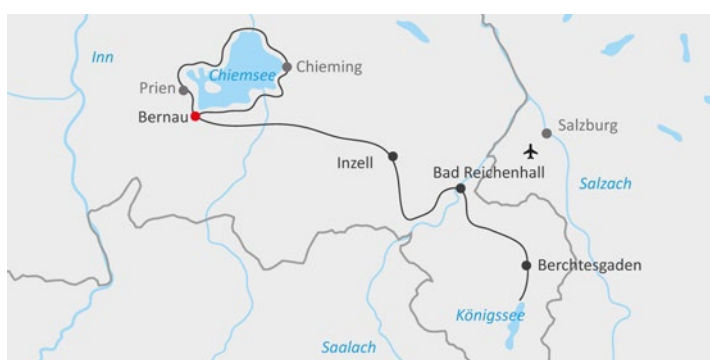 Inn
Chiemsee
Chieming
Prien
Bernau
Salzburg
Inzell
Bad Reichenhall
Salzach
Berchtesgaden
Königssee
Saalach